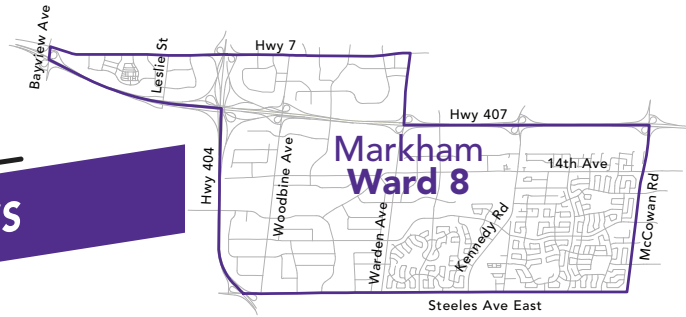 Bayview Ave
Leslie St
Hwy 7
Hwy 407
Markham
Ward 8
14th Ave
Hwy 404
Woodbine Ave
Warden Ave
Kennedy Rd
McCowan Rd
Steeles Ave East